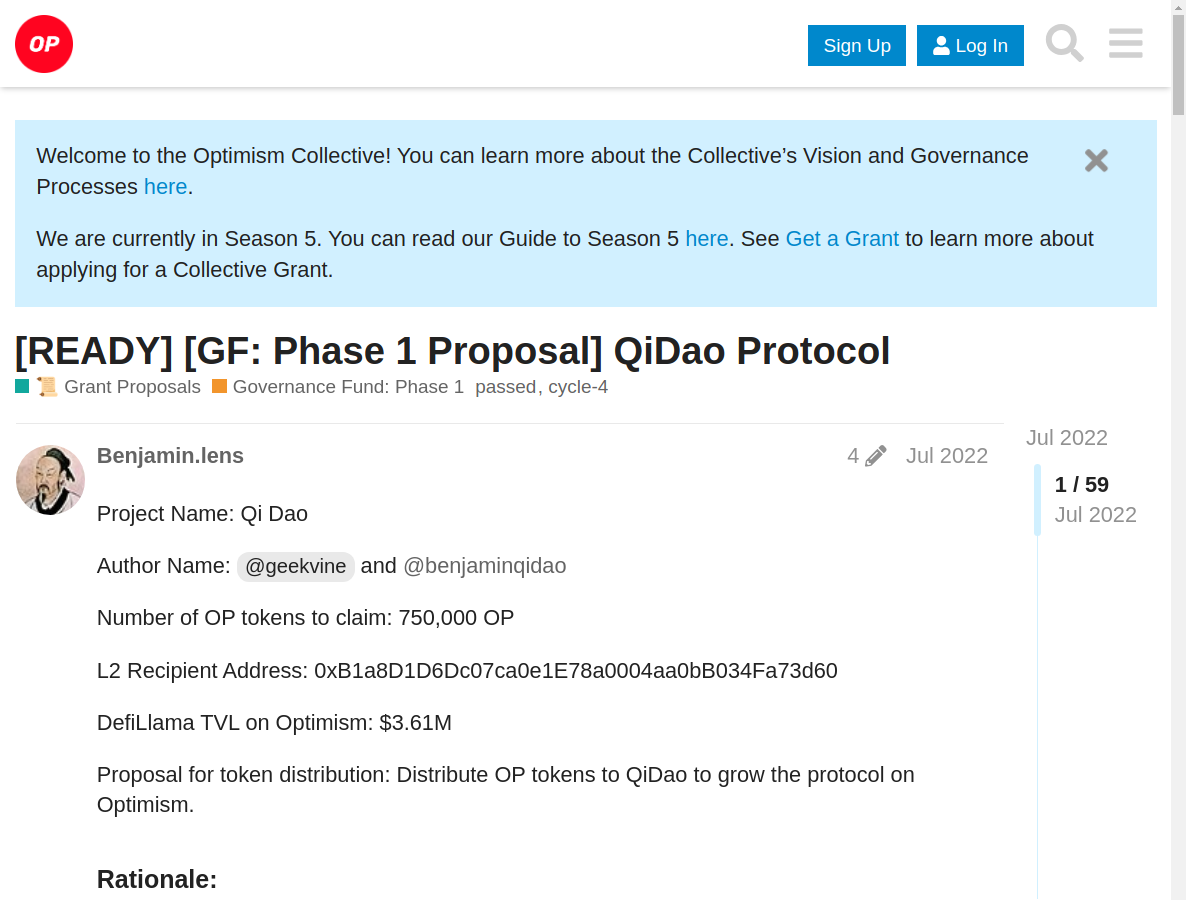 OP
Sign Up
Log In
Welcome to the Optimism Collective! You can learn more about the Collective’s Vision and Governance
Processes here.
We are currently in Season 5. You can read our Guide to Season 5 here. See Get a Grant to learn more about
applying for a Collective Grant.
[READY] [GF: Phase 1 Proposal] QiDao Protocol
📜 Grant Proposals Governance Fund: Phase 1 passed, cycle-4
Benjamin.lens 4 Jul 2022
Jul 2022
1 / 59
Jul 2022
Project Name: Qi Dao
Author Name: @geekvine and @benjaminqidao
Number of OP tokens to claim: 750,000 OP
L2 Recipient Address: 0xB1a8D1D6Dc07ca0e1E78a0004aa0bB034Fa73d60
DefiLlama TVL on Optimism: $3.61M
Proposal for token distribution: Distribute OP tokens to QiDao to grow the protocol on
Optimism.
Rationale: